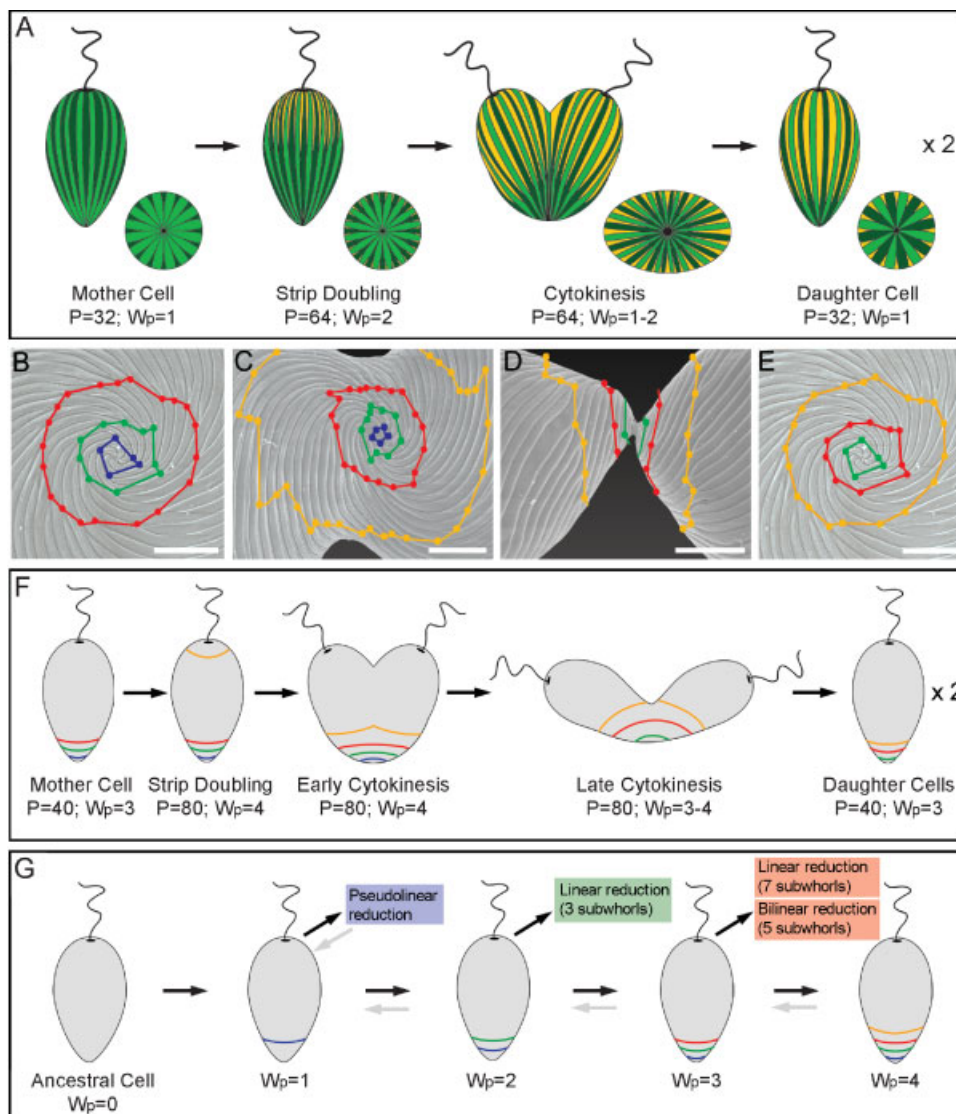 A
x 2
Mother Cell
P=32; Wp=1
Strip Doubling
P=64; Wp=2
Cytokinesis
P=64; Wp=1-2
Daughter Cell
P=32; Wp=1
B
C
D
E
F
x 2
Mother Cell
P=40; Wp=3
Strip Doubling
P=80; Wp=4
Early Cytokinesis
P=80; Wp=4
Late Cytokinesis
P=80; Wp=3-4
Daughter Cells
P=40; Wp=3
G
Pseudolinear
reduction
Linear reduction
(3 subwhorls)
Linear reduction
(7 subwhorls)
Bilinear reduction
(5 subwhorls)
Ancestral Cell
Wp=0
Wp=1
Wp=2
Wp=3
Wp=4